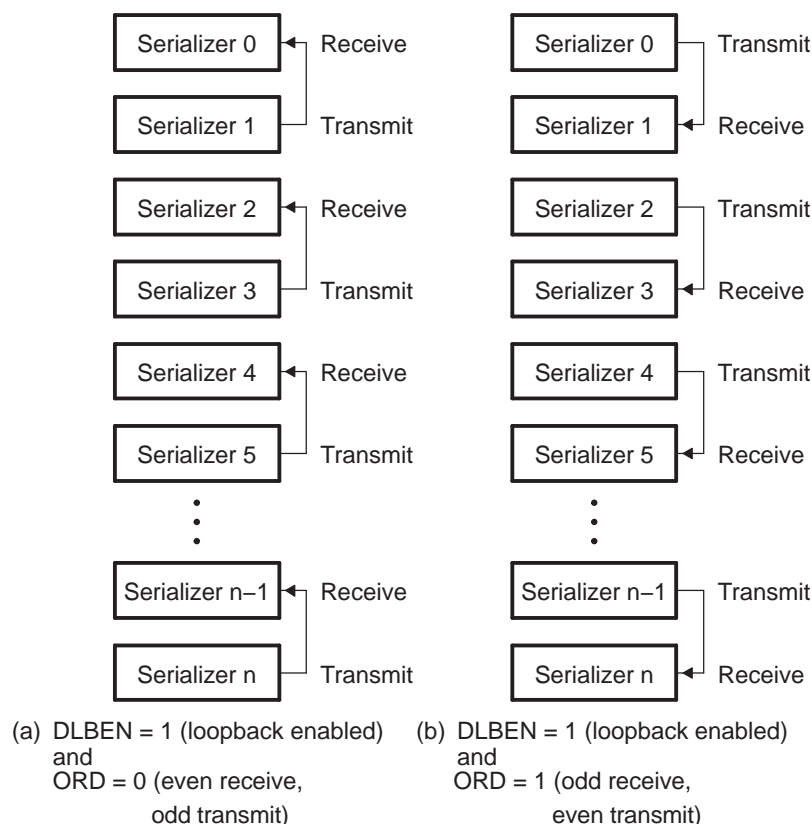 Serializer 0 Receive
Serializer 1 Transmit
Serializer 2 Receive
Serializer 3 Transmit
Serializer 4 Receive
Serializer 5 Transmit
Serializer n−1 Receive
Serializer n Transmit
(a) DLBEN = 1 (loopback enabled)
and
ORD = 0 (even receive,
odd transmit)
Serializer 0 Transmit
Serializer 1 Receive
Serializer 2 Transmit
Serializer 3 Receive
Serializer 4 Transmit
Serializer 5 Receive
Serializer n−1 Transmit
Serializer n Receive
(b) DLBEN = 1 (loopback enabled)
and
ORD = 1 (odd receive,
even transmit)